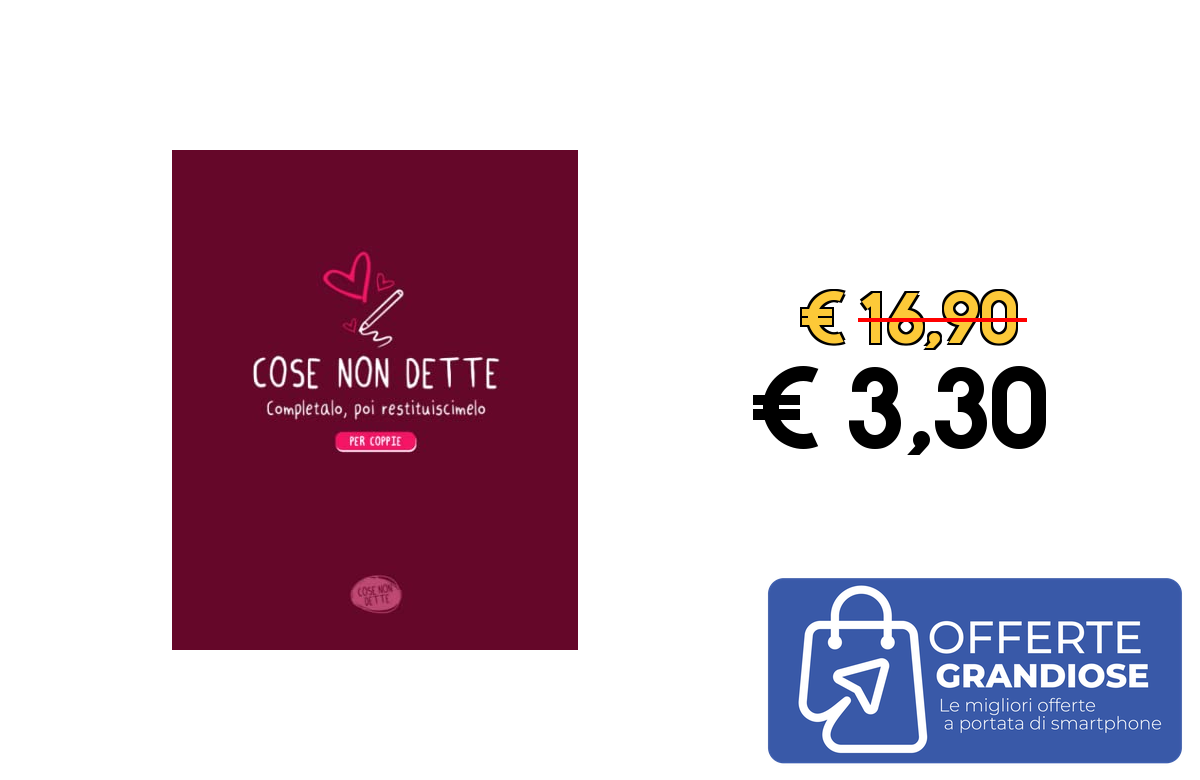 COSE NON DETTE
Completalo, poi restituiscimelo
PER COPPIE
COSE NON
DETTE
€ 16,90
€ 3,30
OFFERTE
GRANDIOSE
Le migliori offerte
a portata di smartphone